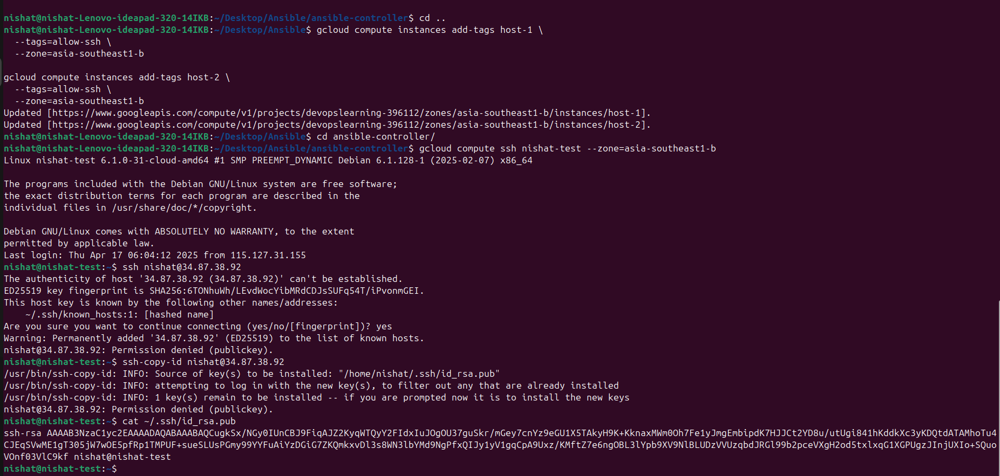 nishat@nishat-Lenovo-ideapad-320-14IKB:~/Desktop/Ansible/ansible-controller$ cd ..
nishat@nishat-Lenovo-ideapad-320-14IKB:~/Desktop/Ansible$ gcloud compute instances add-tags host-1 \
  --tags=allow-ssh \
  --zone=asia-southeast1-b

gcloud compute instances add-tags host-2 \
  --tags=allow-ssh \
  --zone=asia-southeast1-b
Updated [https://www.googleapis.com/compute/v1/projects/devopslearning-396112/zones/asia-southeast1-b/instances/host-1].
Updated [https://www.googleapis.com/compute/v1/projects/devopslearning-396112/zones/asia-southeast1-b/instances/host-2].
nishat@nishat-Lenovo-ideapad-320-14IKB:~/Desktop/Ansible$ cd ansible-controller/
nishat@nishat-Lenovo-ideapad-320-14IKB:~/Desktop/Ansible/ansible-controller$ gcloud compute ssh nishat-test --zone=asia-southeast1-b
Linux nishat-test 6.1.0-31-cloud-amd64 #1 SMP PREEMPT_DYNAMIC Debian 6.1.128-1 (2025-02-07) x86_64

The programs included with the Debian GNU/Linux system are free software;
the exact distribution terms for each program are described in the
individual files in /usr/share/doc/*/copyright.

Debian GNU/Linux comes with ABSOLUTELY NO WARRANTY, to the extent
permitted by applicable law.
Last login: Thu Apr 17 06:04:12 2025 from 115.127.31.155
nishat@nishat-test:~$ ssh nishat@34.87.38.92
The authenticity of host '34.87.38.92 (34.87.38.92)' can't be established.
ED25519 key fingerprint is SHA256:6TONhuWh/LEvdWocYibMRdCDJsSUFq54T/iPvonmGEI.
This host key is known by the following other names/addresses:
    ~/.ssh/known_hosts:1: [hashed name]
Are you sure you want to continue connecting (yes/no/[fingerprint])? yes
Warning: Permanently added '34.87.38.92' (ED25519) to the list of known hosts.
nishat@34.87.38.92: Permission denied (publickey).
nishat@nishat-test:~$ ssh-copy-id nishat@34.87.38.92
/usr/bin/ssh-copy-id: INFO: Source of key(s) to be installed: "/home/nishat/.ssh/id_rsa.pub"
/usr/bin/ssh-copy-id: INFO: attempting to log in with the new key(s), to filter out any that are already installed
/usr/bin/ssh-copy-id: INFO: 1 key(s) remain to be installed -- if you are prompted now it is to install the new keys
nishat@34.87.38.92: Permission denied (publickey).
nishat@nishat-test:~$ cat ~/.ssh/id_rsa.pub
ssh-rsa AAAAB3NzaC1yc2EAAAADAQABAAABAQCugkSx/NGy0IUnCBJ9FiqAJZ2KyqWTQyY2FIdxIuJOgOU37guSkr/mGey7cnYz9eGU1X5TAkyH9K+KknaxMWm0Oh7Fe1yJmgEmbipdK7HJJCt2YD8u/utUgi841hKddkXc3yKDQtdATAMhoTu4
CJEqSVwME1gT305jW7wOE5pfRp1TMPUF+sueSLUsPGmy99YYFuAiYzDGiG7ZKQmkxvDl3s8WN3lbYMd9NgPfxQIJy1yV1gqCpA9Uxz/KMftZ7e6ngOBL3lYpb9XV9NlBLUDzVVUzqbdJRGl99b2pceVXgH2od5txlxqG1XGPUgzJInjUXIo+SQuo
VOnf03VlC9kf nishat@nishat-test
nishat@nishat-test:~$